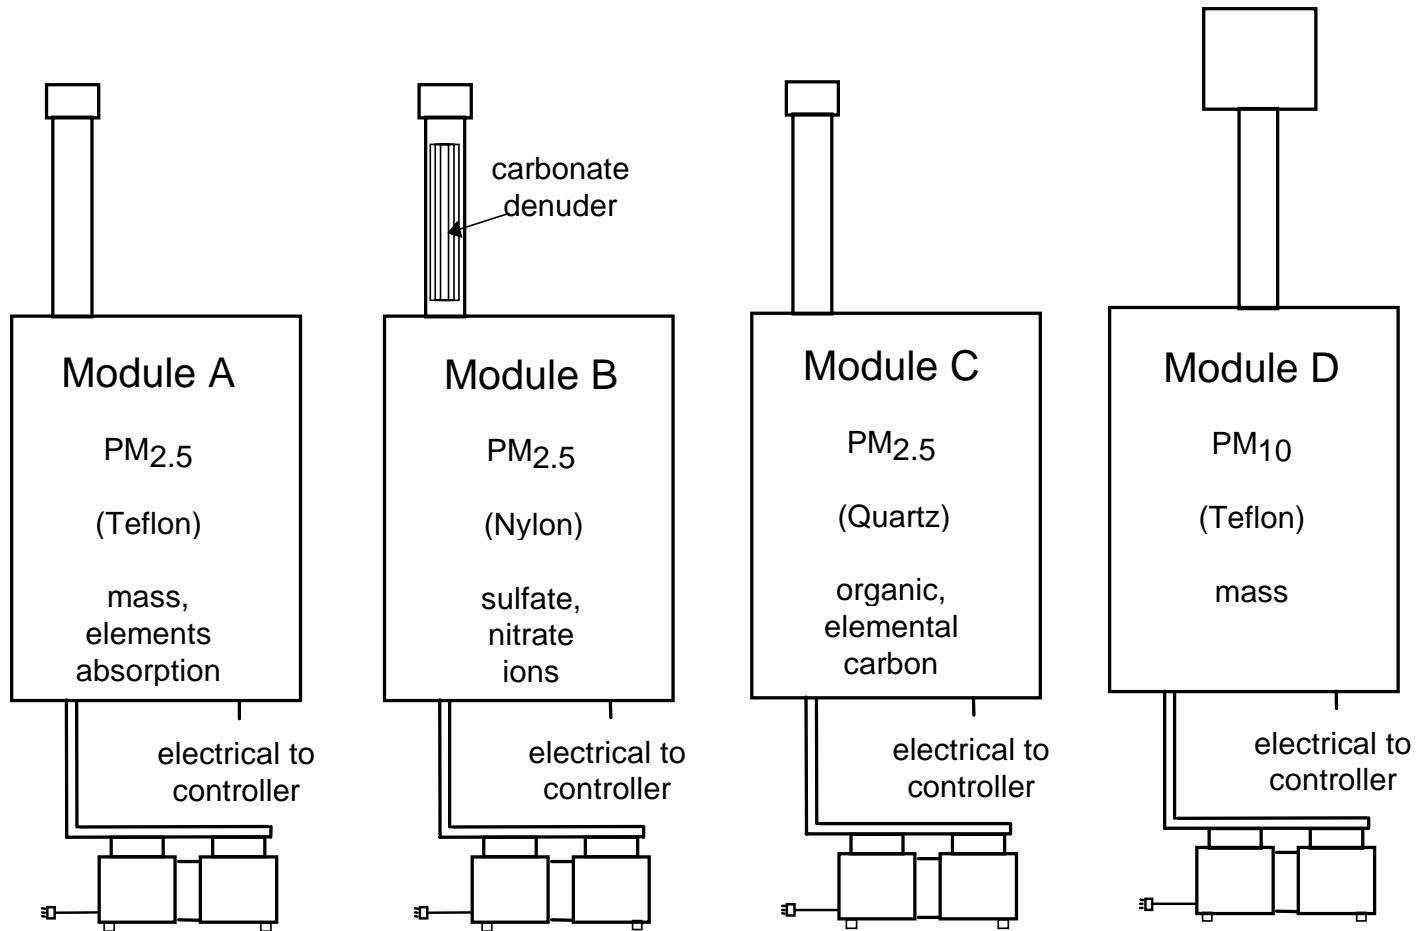 carbonate
denuder
Module A
PM2.5
(Teflon)
mass,
elements
absorption
electrical to
controller
Module B
PM2.5
(Nylon)
sulfate,
nitrate
ions
electrical to
controller
Module C
PM2.5
(Quartz)
organic,
elemental
carbon
electrical to
controller
Module D
PM10
(Teflon)
mass
electrical to
controller